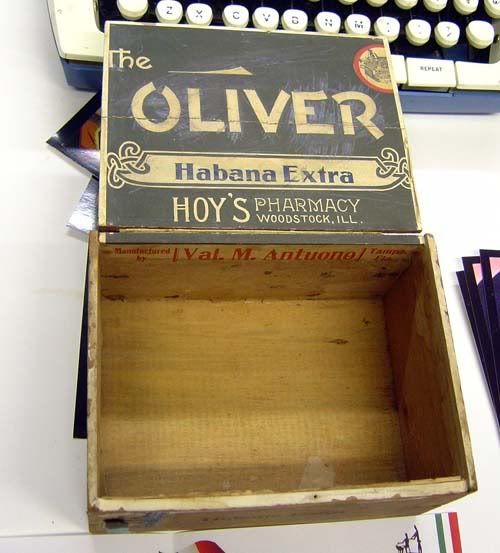 Z X C V B N M
REPEAT
The
OLIVER
Habana Extra
HOY'S PHARMACY
WOODSTOCK, ILL.
Manufactured by Val. M. Antuono Tampa,